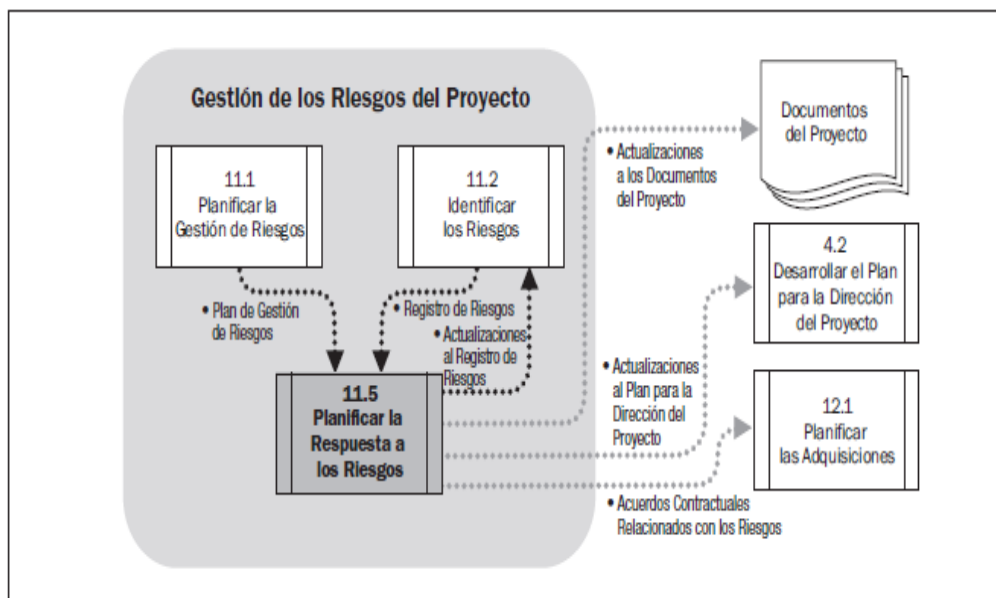 Gestión de los Riesgos del Proyecto
11.1
Planificar la
Gestión de Riesgos
11.2
Identificar
los Riesgos
• Plan de Gestión
de Riesgos
• Registro de Riesgos
• Actualizaciones
al Registro de
Riesgos
11.5
Planificar la
Respuesta a
los Riesgos
• Actualizaciones
a los Documentos
del Proyecto
Documentos
del Proyecto
4.2
Desarrollar el Plan
para la Dirección
del Proyecto
• Actualizaciones
al Plan para la
Dirección del
Proyecto
12.1
Planificar
las Adquisiciones
• Acuerdos Contractuales
Relacionados con los Riesgos